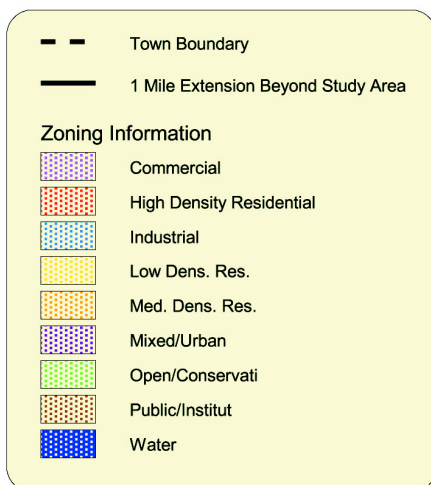 Town Boundary
1 Mile Extension Beyond Study Area
Zoning Information
Commercial
High Density Residential
Industrial
Low Dens. Res.
Med. Dens. Res.
Mixed/Urban
Open/Conservati
Public/Institut
Water